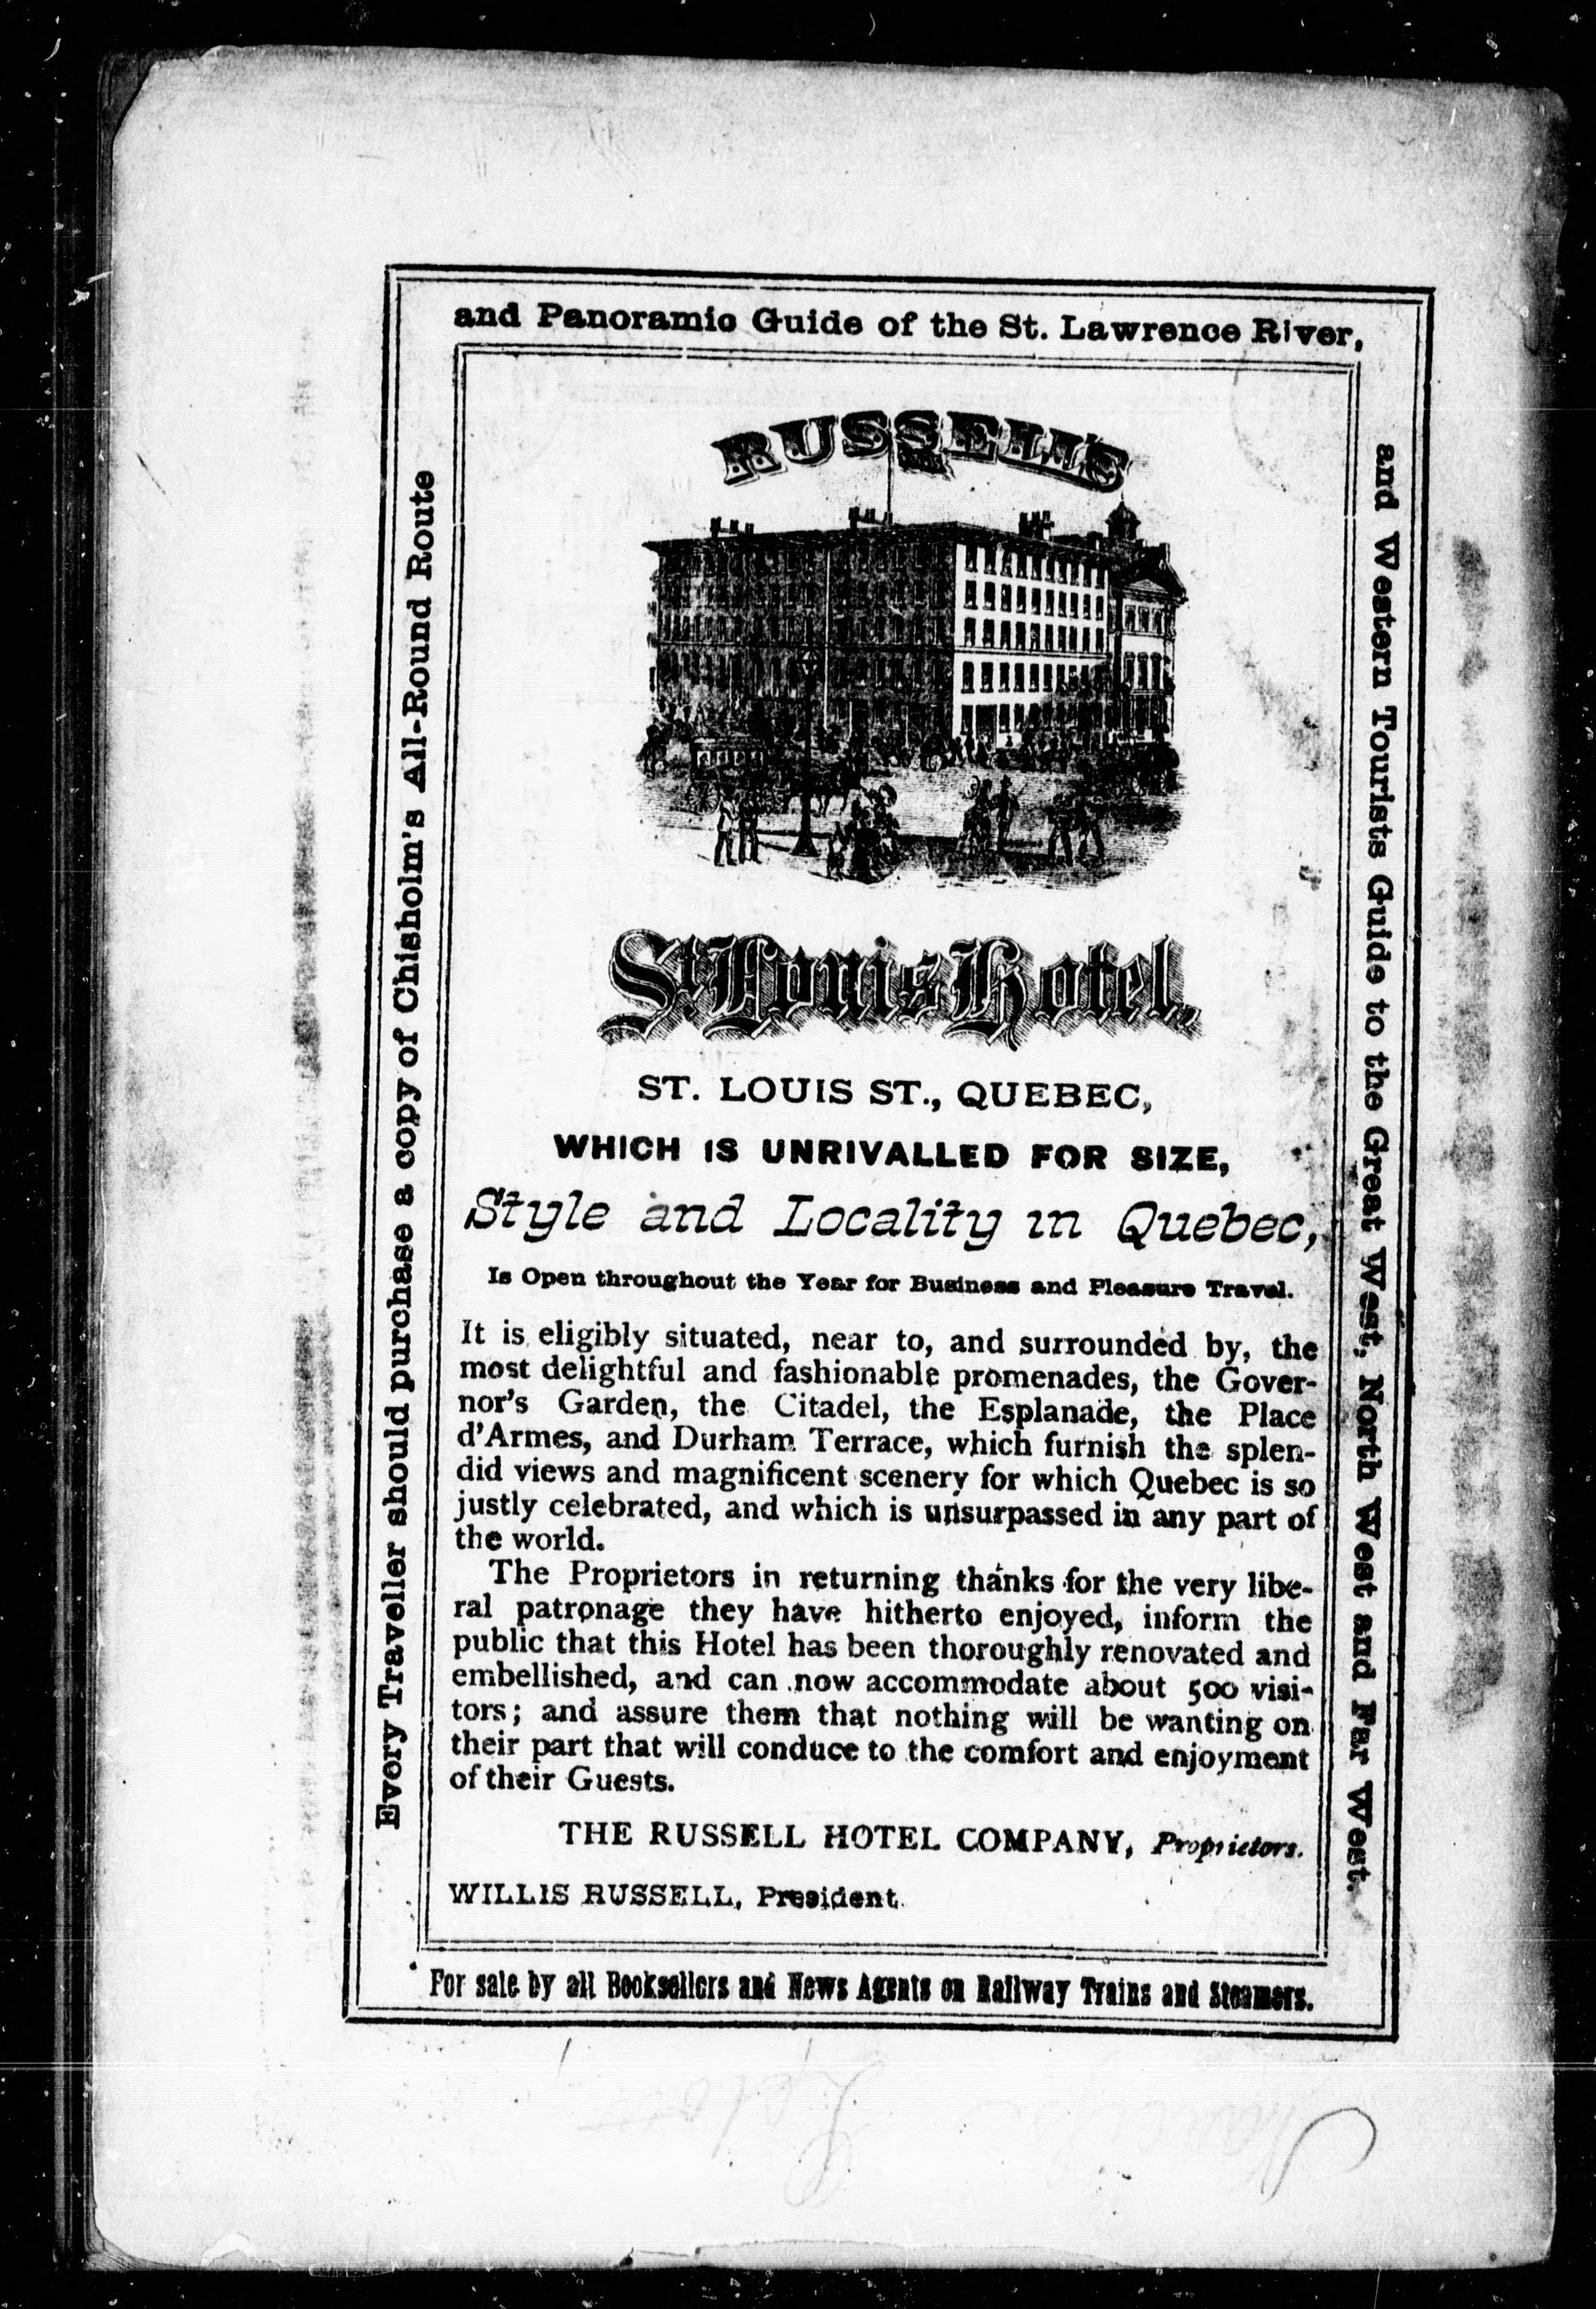 Every Traveller should purchase a copy of Chisholm's All-Round Route
and Panoramic Guide of the St. Lawrence River,
and Western Tourists Guide to the Great West, North West and Far West.
RUSSELL'S
St Louis Hotel,
ST. LOUIS ST., QUEBEC,
WHICH IS UNRIVALLED FOR SIZE,
Style and Locality in Quebec,
Is Open throughout the Year for Business and Pleasure Travel.
It is eligibly situated, near to, and surrounded by, the
most delightful and fashionable promenades, the Gover-
nor's Garden, the Citadel, the Esplanade, the Place
d'Armes, and Durham Terrace, which furnish the splen-
did views and magnificent scenery for which Quebec is so
justly celebrated, and which is unsurpassed in any part of
the world.
The Proprietors in returning thanks for the very libe-
ral patronage they have hitherto enjoyed, inform the
public that this Hotel has been thoroughly renovated and
embellished, and can now accommodate about 500 visi-
tors; and assure them that nothing will be wanting on
their part that will conduce to the comfort and enjoyment
of their Guests.
THE RUSSELL HOTEL COMPANY, Proprietors.
WILLIS RUSSELL, President.
For sale by all Booksellers and News Agents on Railway Trains and Steamers.